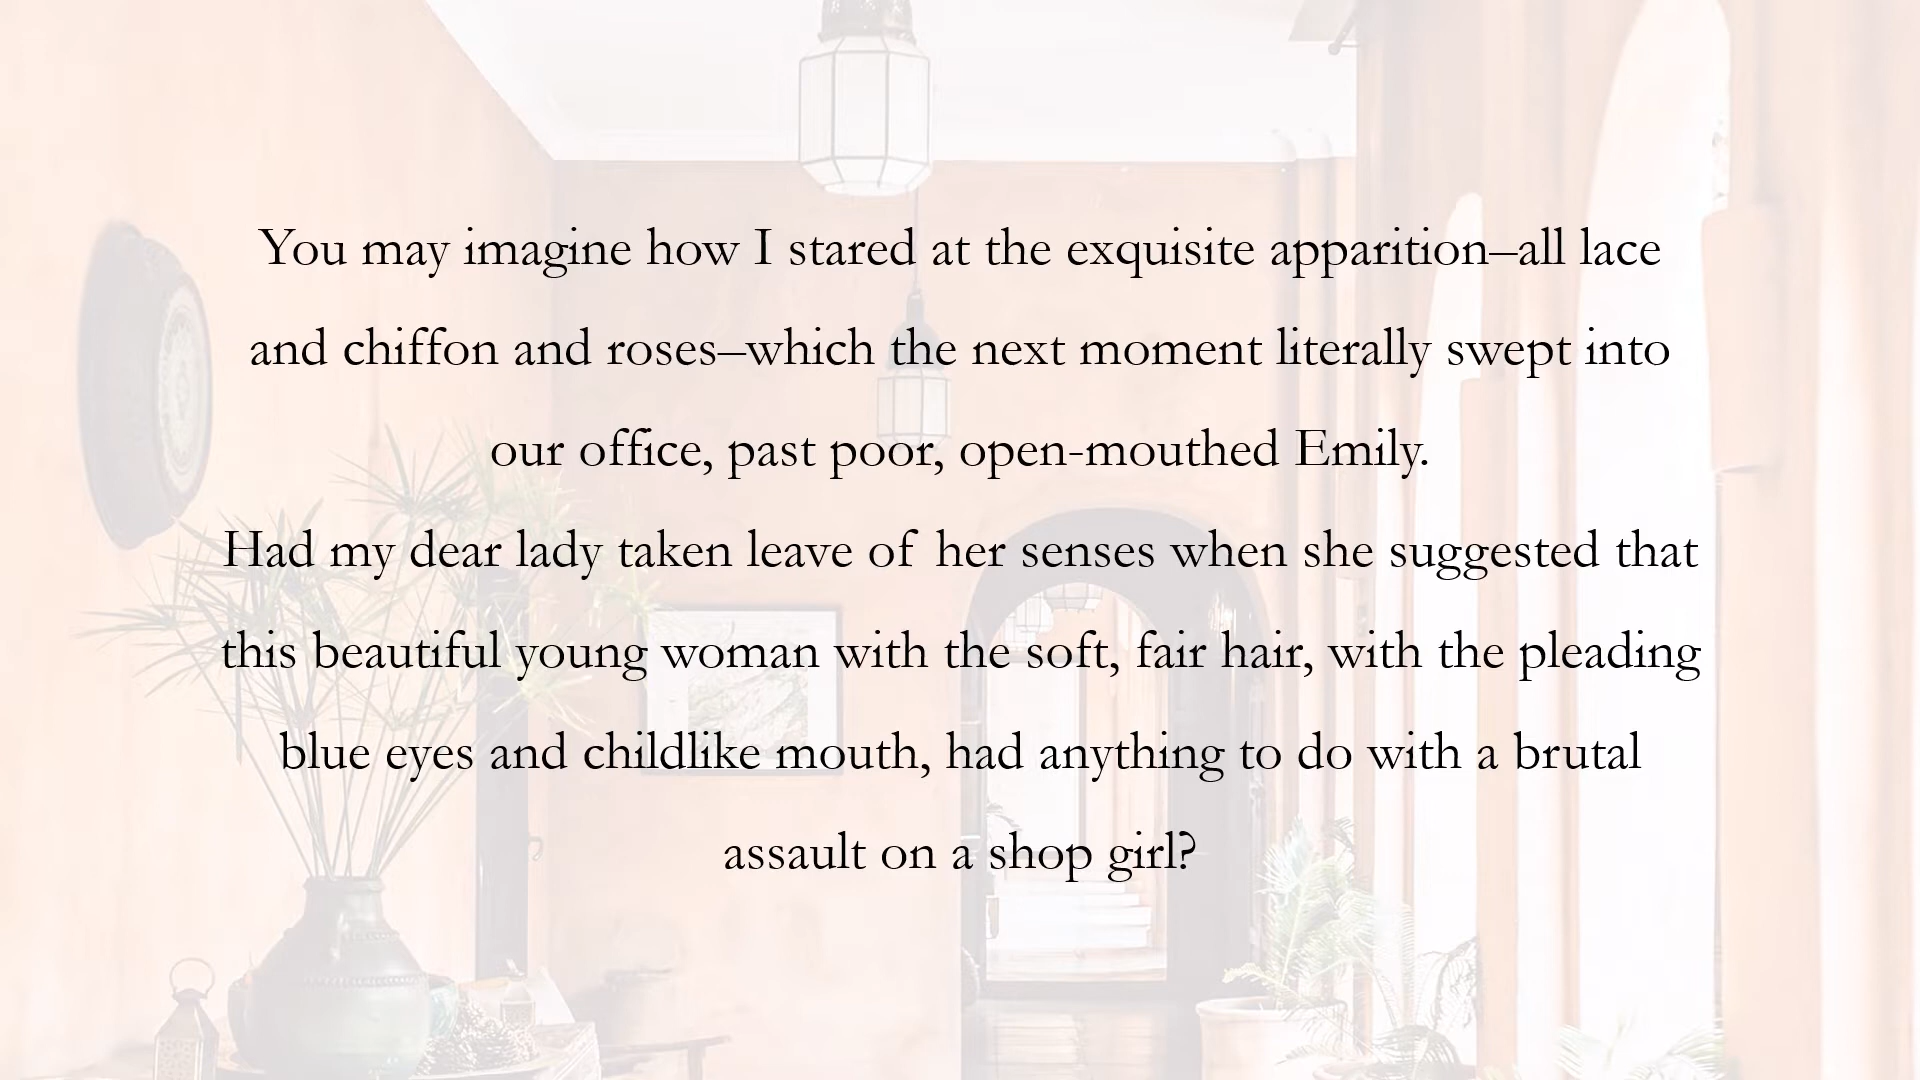 You may imagine how I stared at the exquisite apparition–all lace
and chiffon and roses–which the next moment literally swept into
our office, past poor, open-mouthed Emily.
Had my dear lady taken leave of her senses when she suggested that
this beautiful young woman with the soft, fair hair, with the pleading
blue eyes and childlike mouth, had anything to do with a brutal
assault on a shop girl?